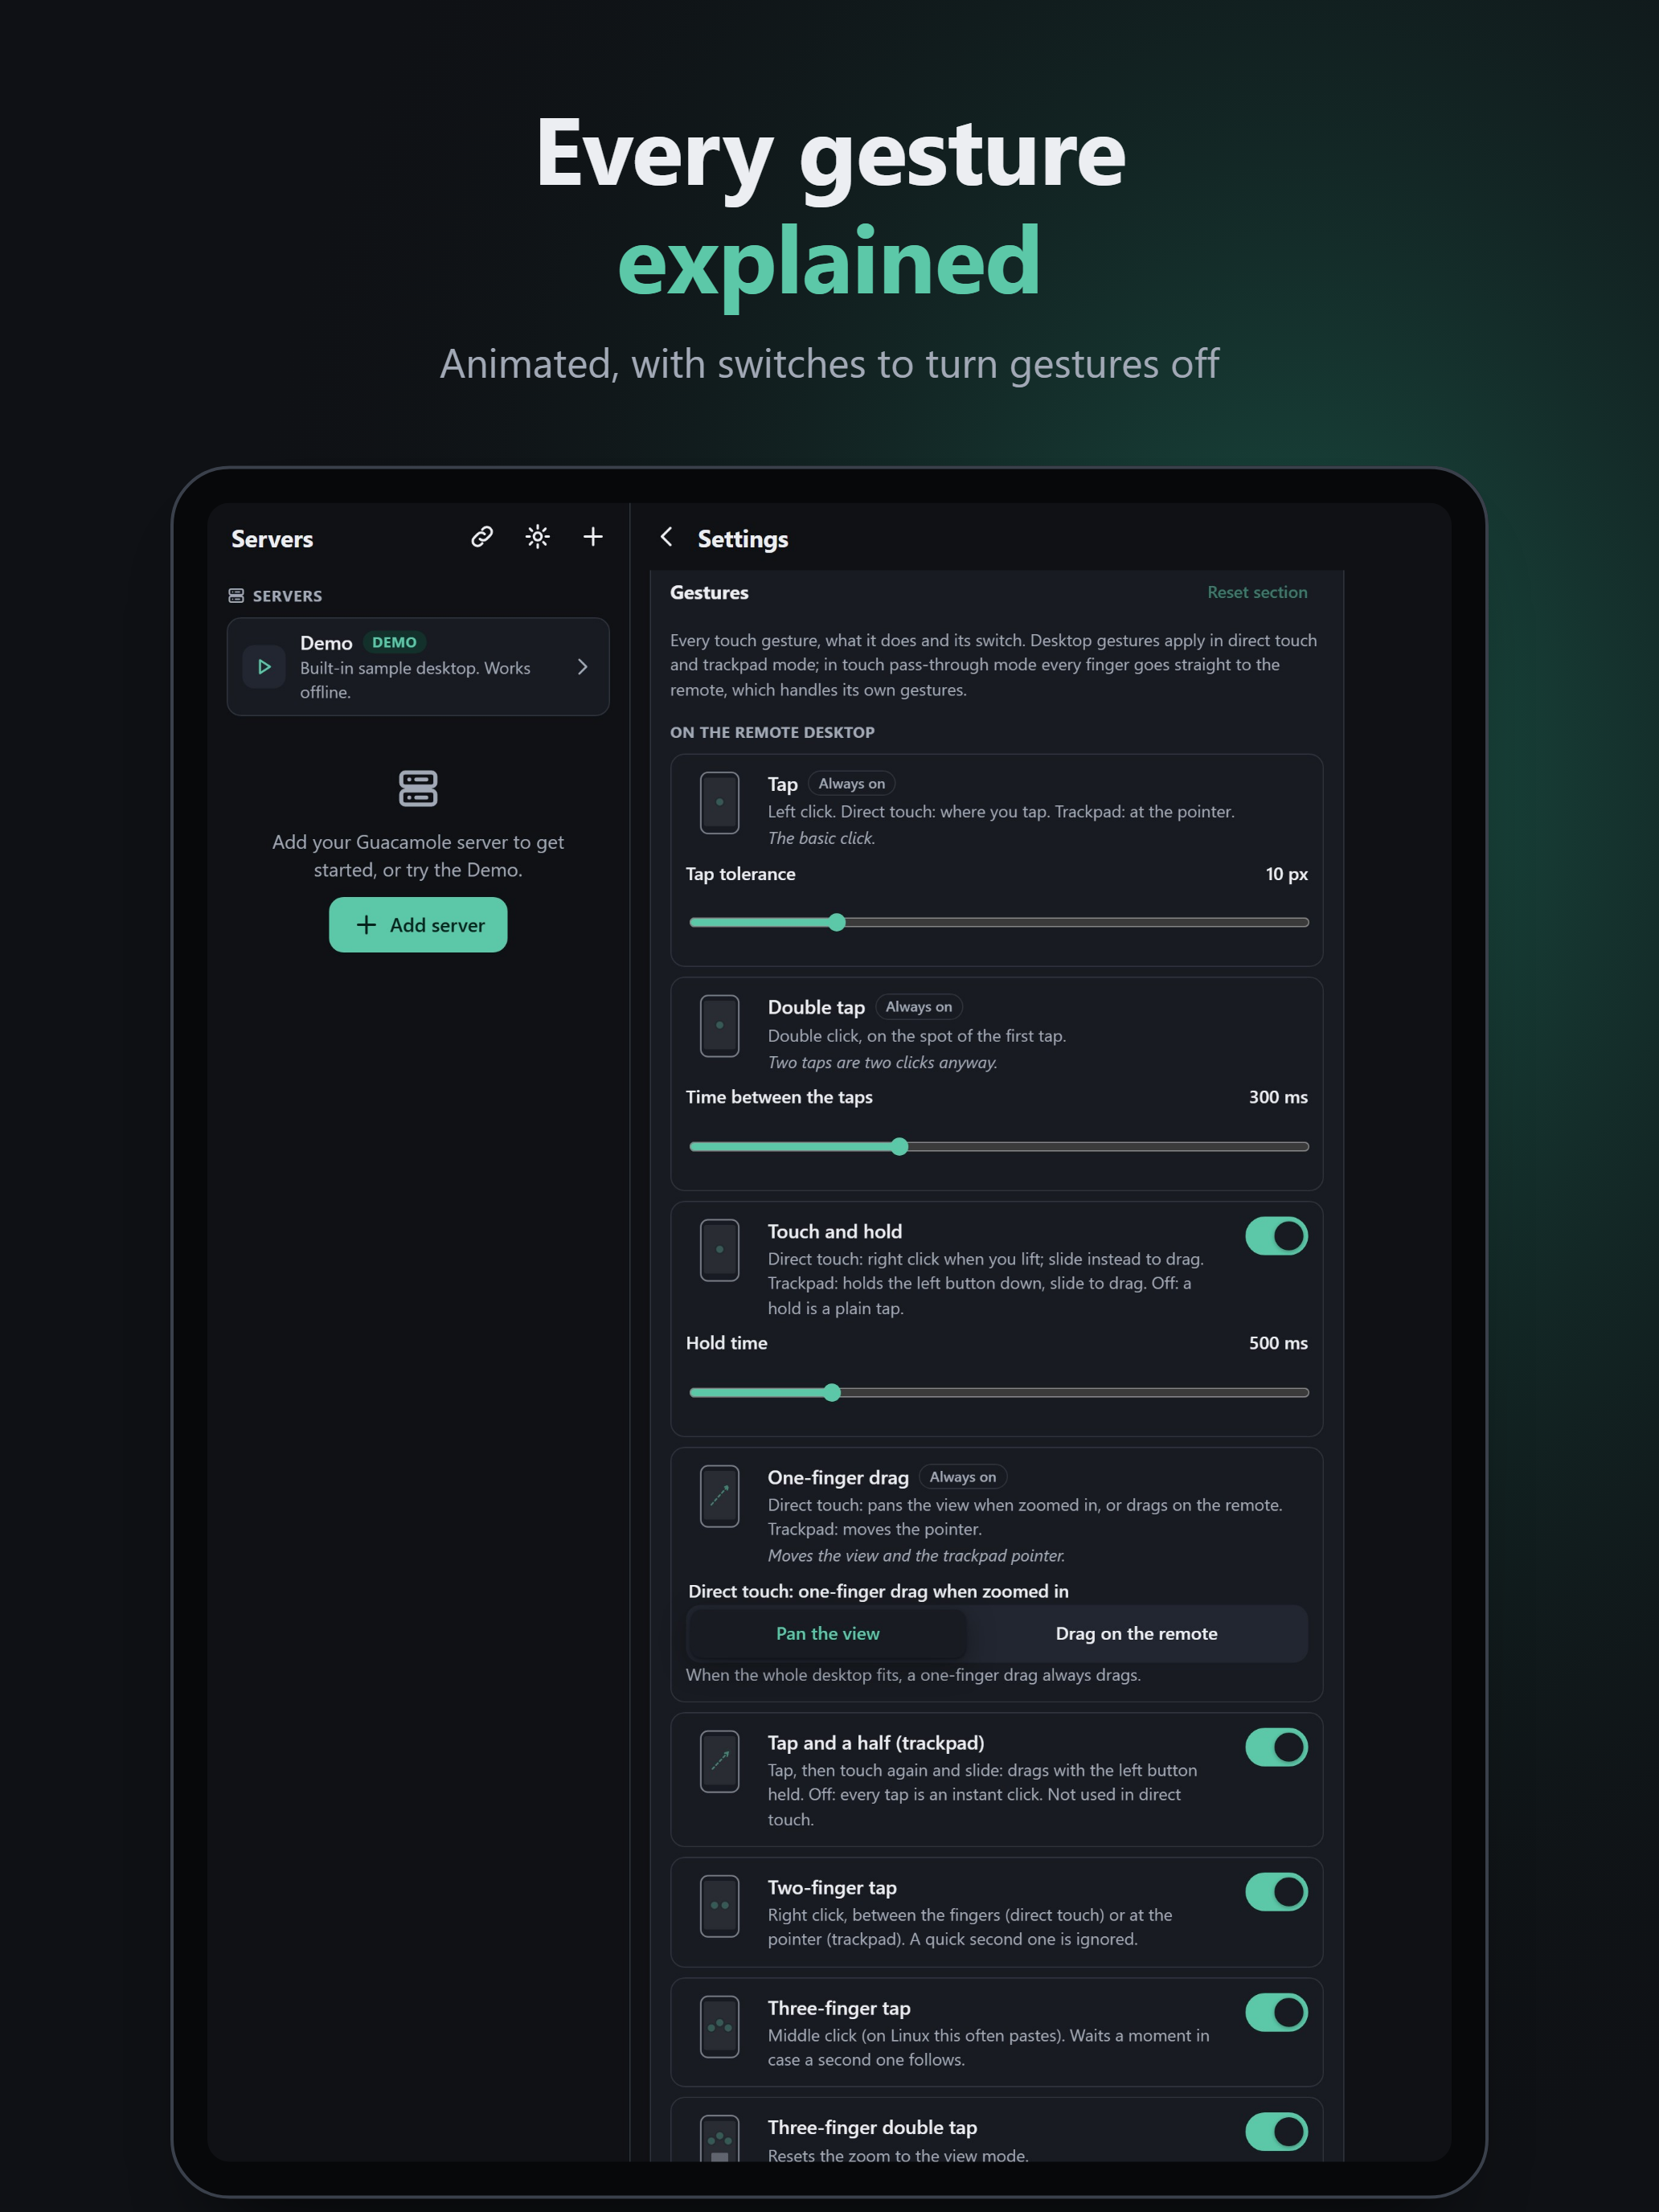 Every gesture
explained
Animated, with switches to turn gestures off
Servers
SERVERS
Demo DEMO
Built-in sample desktop. Works
offline.
Add your Guacamole server to get
started, or try the Demo.
Add server
Settings
Gestures Reset section
Every touch gesture, what it does and its switch. Desktop gestures apply in direct touch
and trackpad mode; in touch pass-through mode every finger goes straight to the
remote, which handles its own gestures.
ON THE REMOTE DESKTOP
Tap Always on
Left click. Direct touch: where you tap. Trackpad: at the pointer.
The basic click.
Tap tolerance 10 px
Double tap Always on
Double click, on the spot of the first tap.
Two taps are two clicks anyway.
Time between the taps 300 ms
Touch and hold
Direct touch: right click when you lift; slide instead to drag.
Trackpad: holds the left button down, slide to drag. Off: a
hold is a plain tap.
Hold time 500 ms
One-finger drag Always on
Direct touch: pans the view when zoomed in, or drags on the remote.
Trackpad: moves the pointer.
Moves the view and the trackpad pointer.
Direct touch: one-finger drag when zoomed in
Pan the view Drag on the remote
When the whole desktop fits, a one-finger drag always drags.
Tap and a half (trackpad)
Tap, then touch again and slide: drags with the left button
held. Off: every tap is an instant click. Not used in direct
touch.
Two-finger tap
Right click, between the fingers (direct touch) or at the
pointer (trackpad). A quick second one is ignored.
Three-finger tap
Middle click (on Linux this often pastes). Waits a moment in
case a second one follows.
Three-finger double tap
Resets the zoom to the view mode.